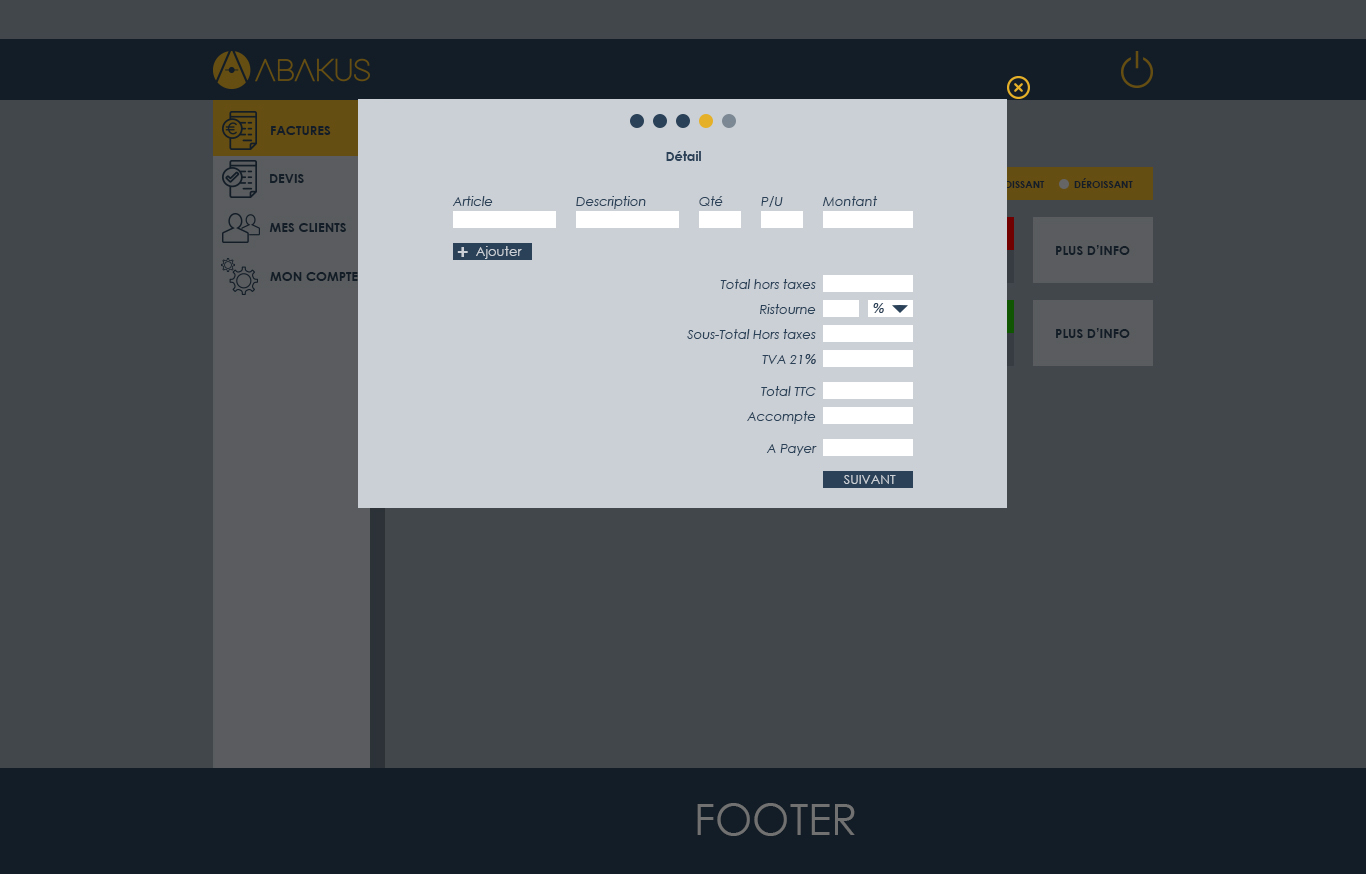 ABAKUS
FACTURES
DEVIS
MES CLIENTS
MON COMPTE
Détail
Article Description Qté P/U Montant
+ Ajouter
Total hors taxes
Ristourne %
Sous-Total Hors taxes
TVA 21%
Total TTC
Accompte
A Payer
SUIVANT
OISSANT DÉROISSANT
PLUS D'INFO
PLUS D'INFO
FOOTER